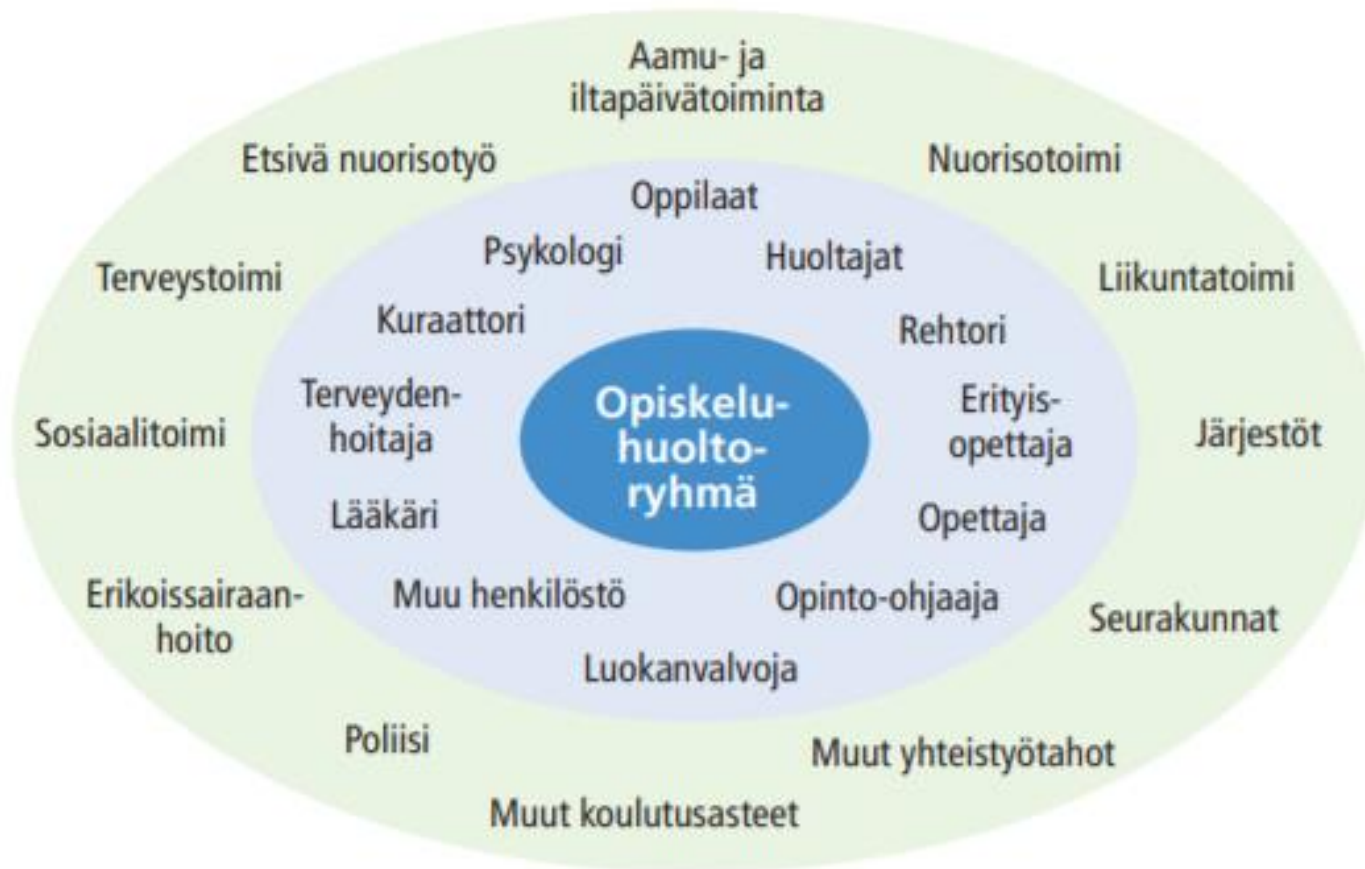 Aamu- ja
iltapäivätoiminta
Etsivä nuorisotyö
Nuorisotoimi
Oppilaat
Psykologi
Huoltajat
Terveystoimi
Liikuntatoimi
Kuraattori
Rehtori
Terveyden-
hoitaja
Opiskelu-
huolto-
ryhmä
Erityis-
opettaja
Sosiaalitoimi
Järjestöt
Lääkäri
Opettaja
Erikoissairaan-
hoito
Muu henkilöstö
Opinto-ohjaaja
Seurakunnat
Luokanvalvoja
Poliisi
Muut yhteistyötahot
Muut koulutusasteet